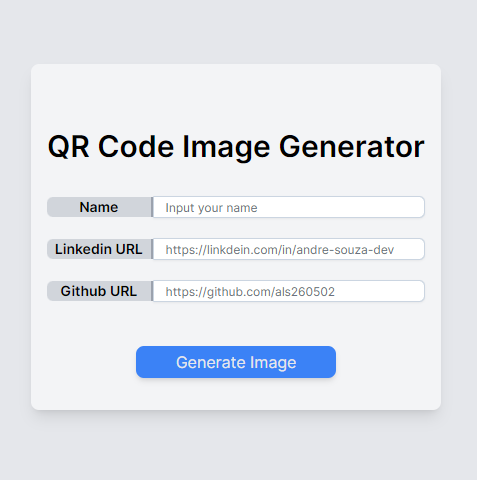 QR Code Image Generator
Name
Input your name
Linkedin URL
https://linkdein.com/in/andre-souza-dev
Github URL
https://github.com/als260502
Generate Image